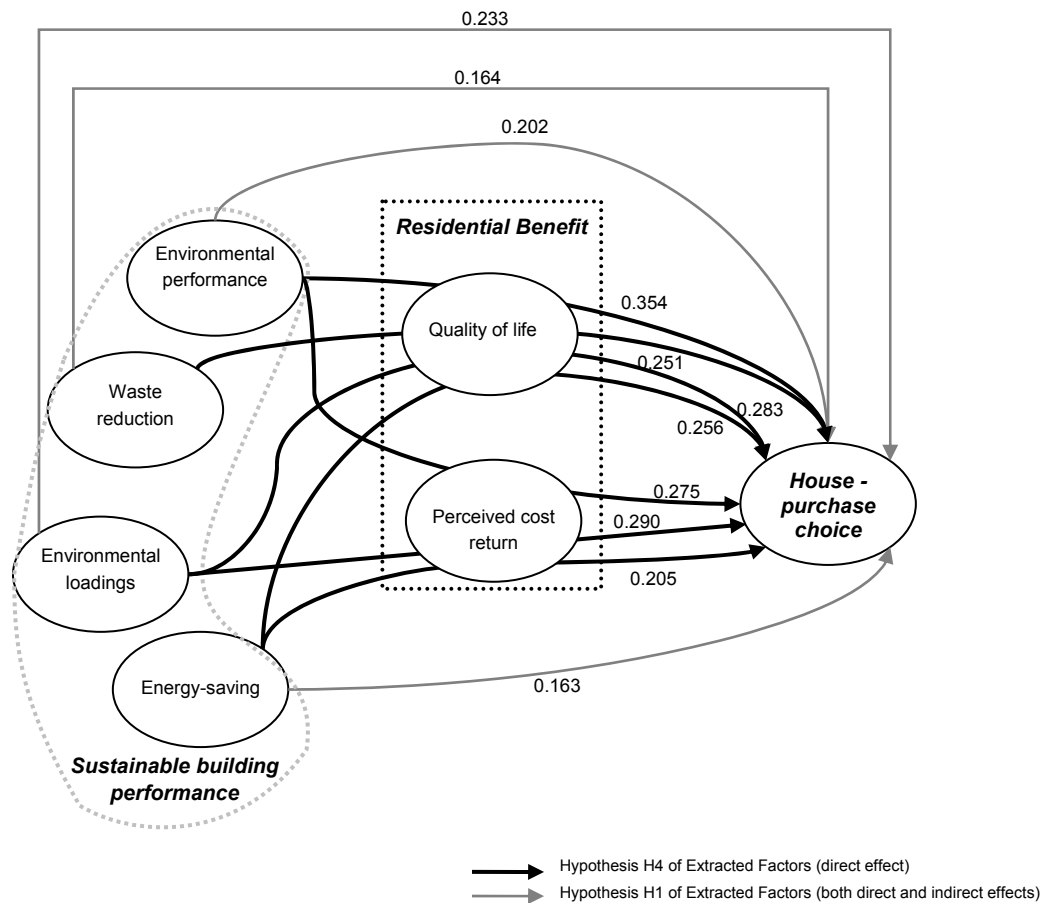 0.233
0.164
0.202
Residential Benefit
Environmental
performance
Quality of life
0.354
0.251
0.283
0.256
Waste
reduction
House -
purchase
choice
0.275
Perceived cost
return
0.290
0.205
Environmental
loadings
Energy-saving
0.163
Sustainable building
performance
Hypothesis H4 of Extracted Factors (direct effect)
Hypothesis H1 of Extracted Factors (both direct and indirect effects)